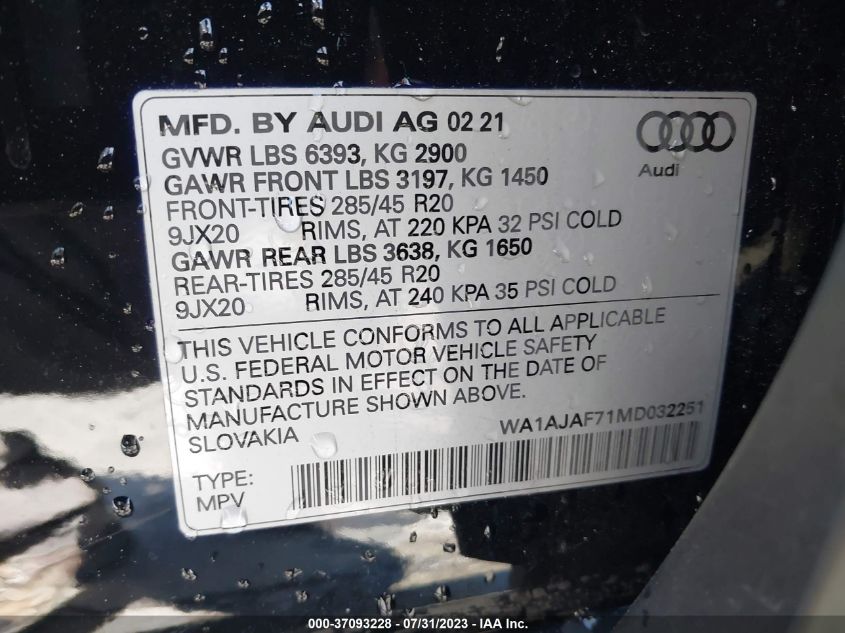 MFD. BY AUDI AG 02 21
Audi
GVWR LBS 6393, KG 2900
GAWR FRONT LBS 3197, KG 1450
FRONT-TIRES 285/45 R20
9JX20 RIMS, AT 220 KPA 32 PSI COLD
GAWR REAR LBS 3638, KG 1650
REAR-TIRES 285/45 R20
9JX20 RIMS, AT 240 KPA 35 PSI COLD
THIS VEHICLE CONFORMS TO ALL APPLICABLE
U.S. FEDERAL MOTOR VEHICLE SAFETY
STANDARDS IN EFFECT ON THE DATE OF
MANUFACTURE SHOWN ABOVE.
SLOVAKIA WA1AJAF71MD032251
TYPE:
MPV
000-37093228 - 07/31/2023 - IAA Inc.